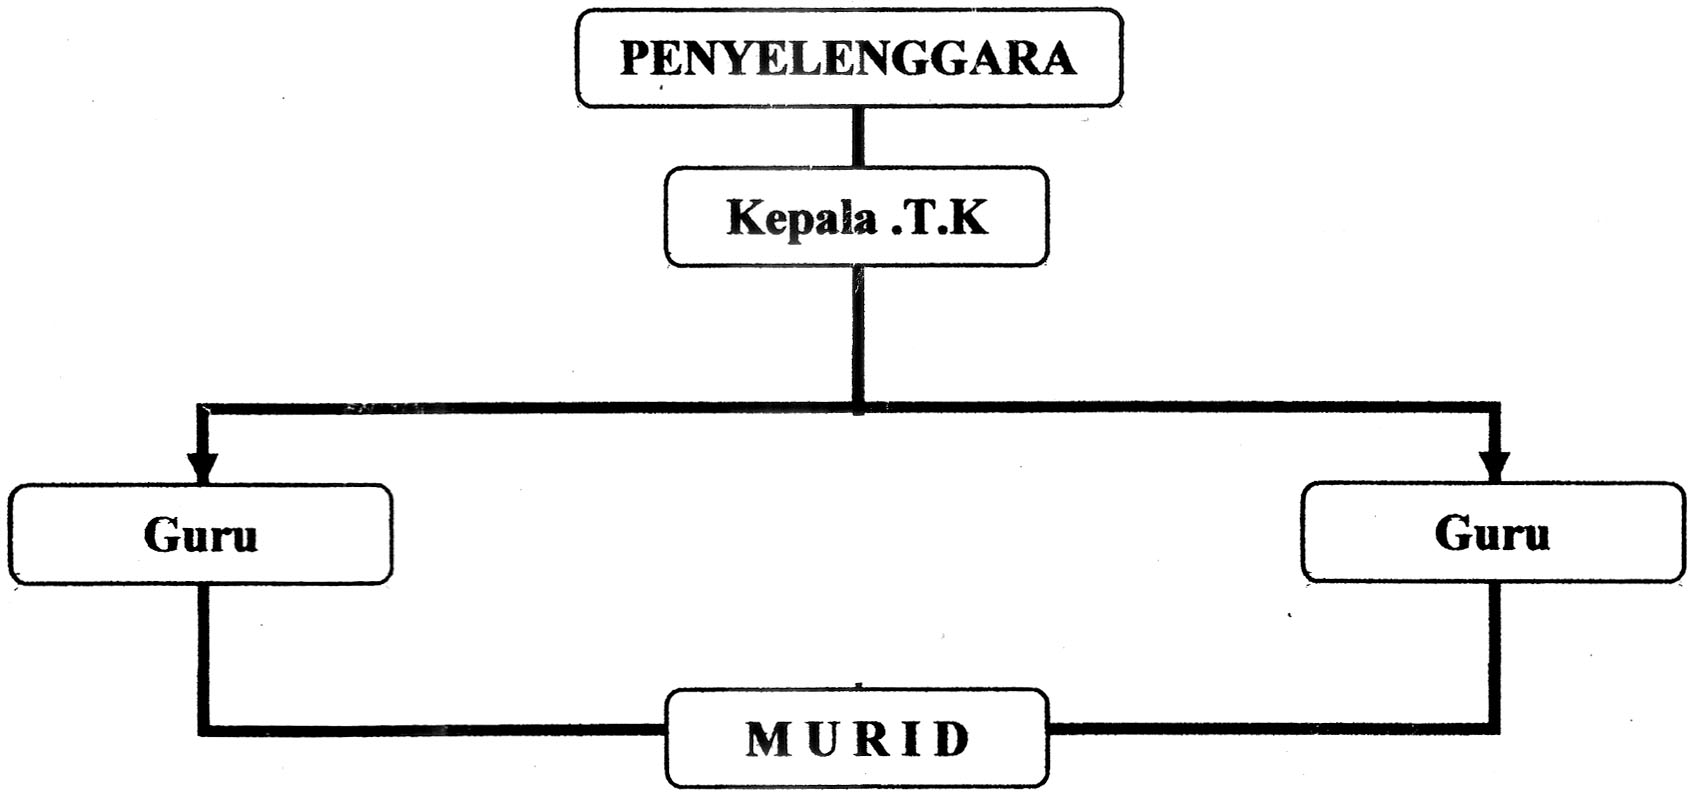 PENYELENGGARA
Kepala .T.K
Guru
Guru
M U R I D